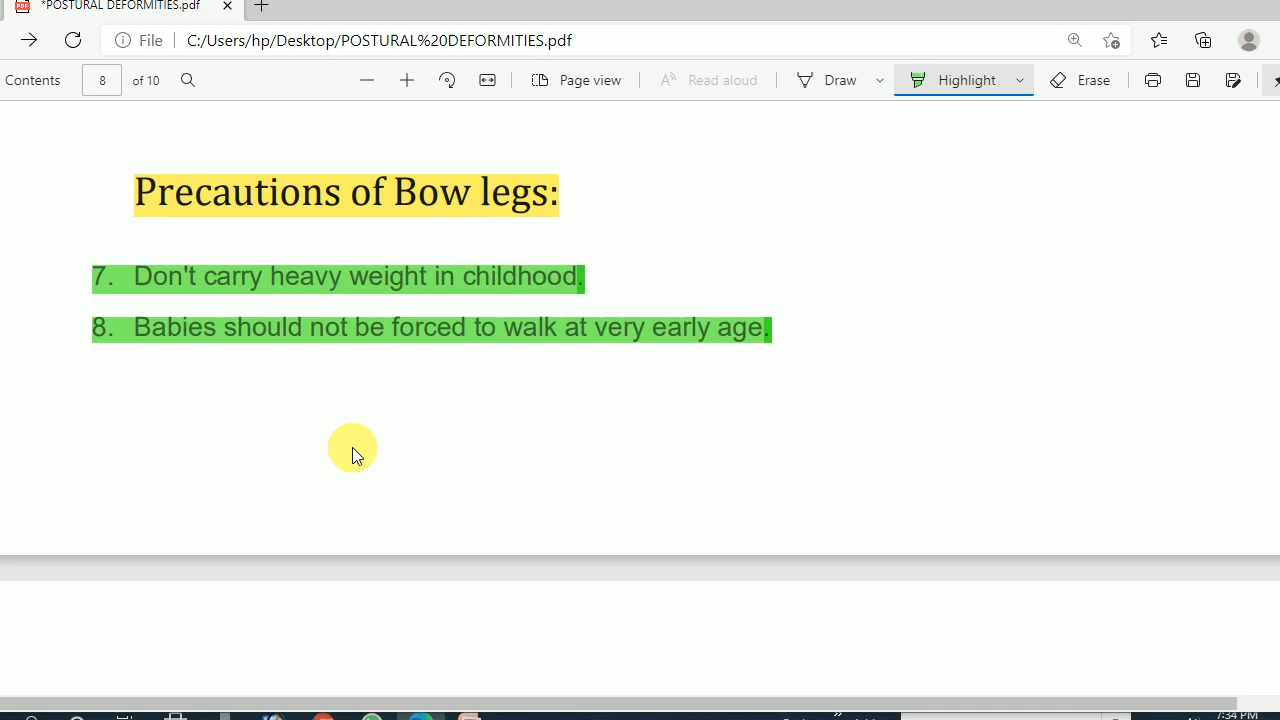 *POSTURAL DEFORMITIES.pdf
File C:/Users/hp/Desktop/POSTURAL%20DEFORMITIES.pdf
Contents 8 of 10 Page view Read aloud Draw Highlight Erase
Precautions of Bow legs:
7. Don't carry heavy weight in childhood.
8. Babies should not be forced to walk at very early age.
7:34 PM